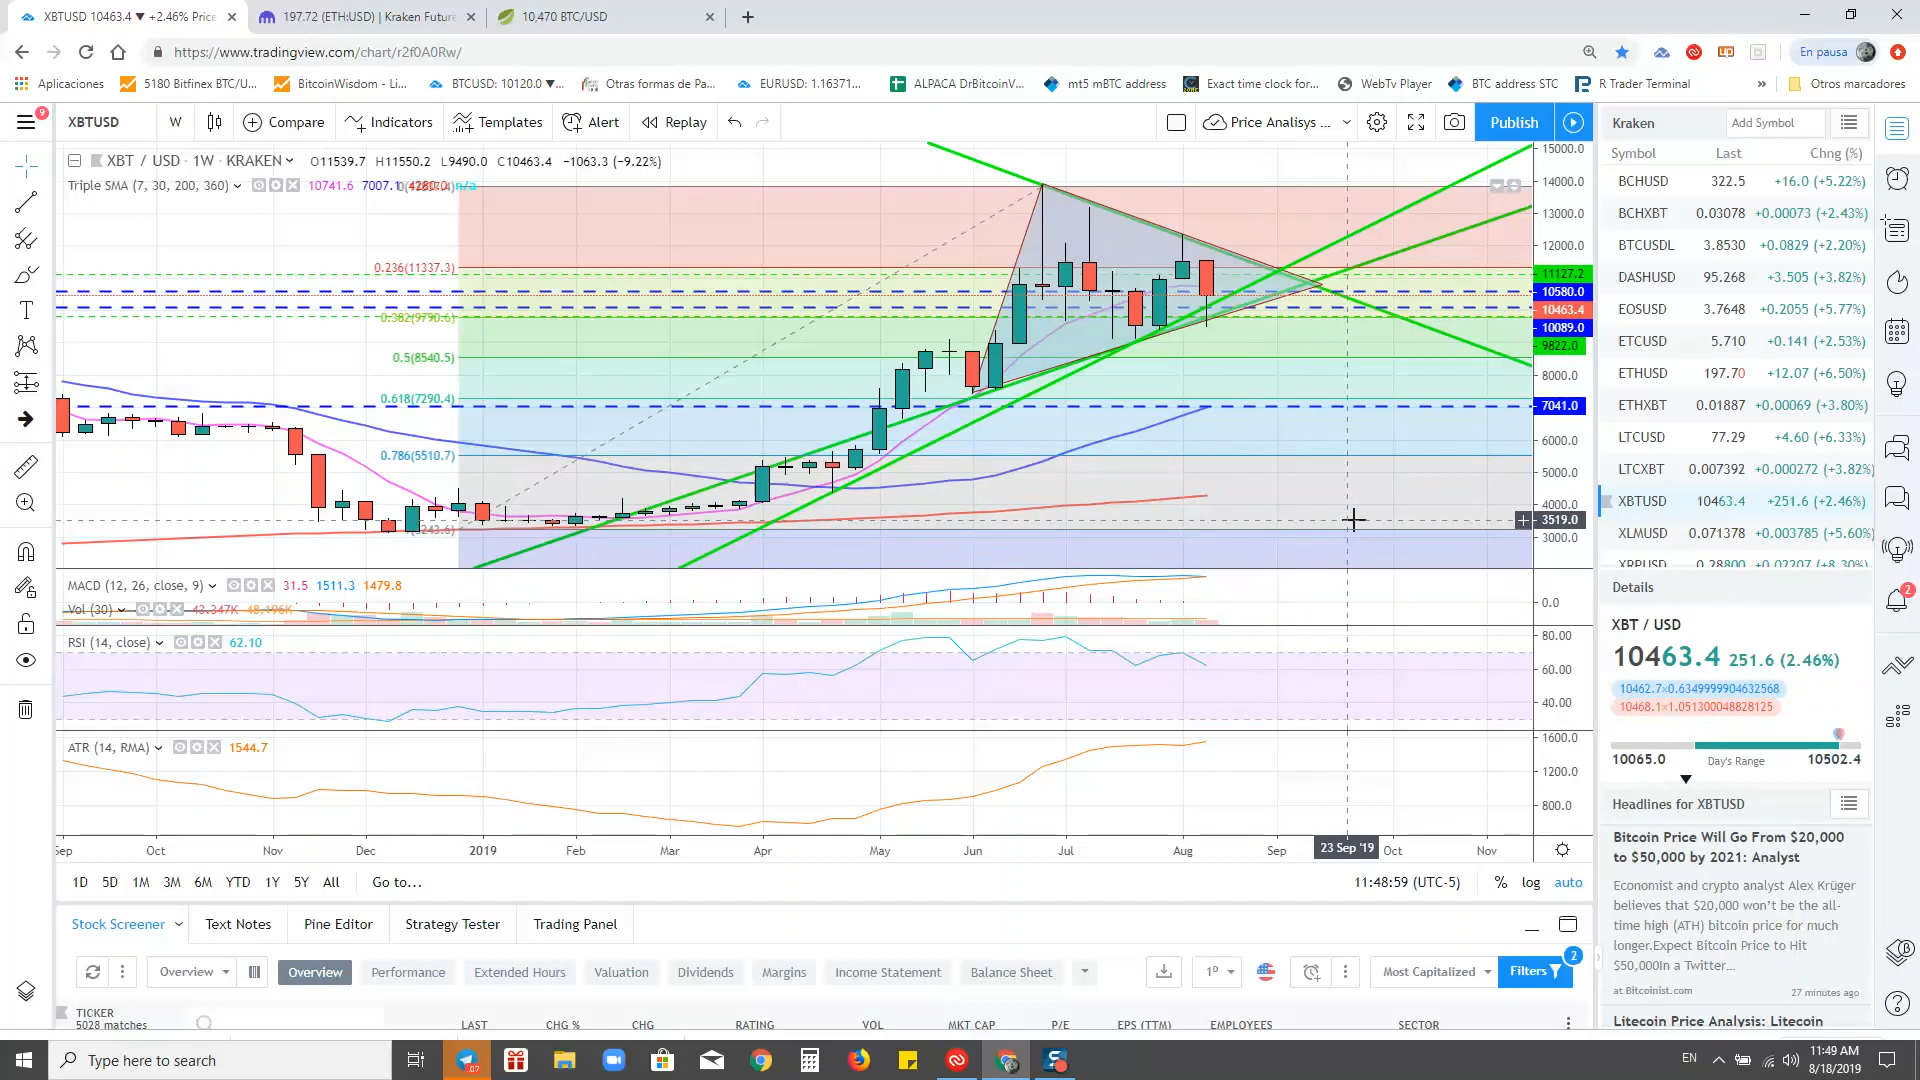 XBTUSD 10463.4 ▼ +2.46% Price
197.72 (ETH:USD) | Kraken Future
10,470 BTC/USD
https://www.tradingview.com/chart/r2f0A0Rw/
En pausa
Aplicaciones
5180 Bitfinex BTC/U...
BitcoinWisdom - Li...
BTCUSD: 10120.0 ▼...
Otras formas de Pa...
EURUSD: 1.16371...
ALPACA DrBitcoinV...
mt5 mBTC address
Exact time clock for...
WebTv Player
BTC address STC
R Trader Terminal
»
Otros marcadores
9
XBTUSD
W
Compare
Indicators
Templates
Alert
Replay
Price Analisys ...
Publish
XBT / USD · 1W · KRAKEN
O11539.7 H11550.2 L9490.0 C10463.4 -1063.3 (-9.22%)
Triple SMA (7, 30, 200, 360) 10741.6 7007.1 4280.0 n/a
15000.0
14000.0
13000.0
12000.0
0.236(11337.3)
11127.2
10580.0
10463.4
0.382(9790.6)
10089.0
9822.0
0.5(8540.5)
8000.0
0.618(7290.4)
7041.0
6000.0
0.786(5510.7)
5000.0
4000.0
3519.0
3000.0
MACD (12, 26, close, 9) 31.5 1511.3 1479.8
0.0
Vol (30) 43.347K 48.196K
RSI (14, close) 62.10
80.00
60.00
40.00
ATR (14, RMA) 1544.7
1600.0
1200.0
800.0
Sep Oct Nov Dec 2019 Feb Mar Apr May Jun Jul Aug Sep 23 Sep '19 Oct Nov
1D 5D 1M 3M 6M YTD 1Y 5Y All Go to...
11:48:59 (UTC-5) % log auto
Stock Screener Text Notes Pine Editor Strategy Tester Trading Panel
Overview Overview Performance Extended Hours Valuation Dividends Margins Income Statement Balance Sheet
1D
Most Capitalized
Filters
2
TICKER
5028 matches
LAST CHG % CHG RATING VOL MKT CAP P/E EPS (TTM) EMPLOYEES SECTOR
Kraken
Add Symbol
Symbol Last Chng (%)
BCHUSD 322.5 +16.0 (+5.22%)
BCHXBT 0.03078 +0.00073 (+2.43%)
BTCUSDL 3.8530 +0.0829 (+2.20%)
DASHUSD 95.268 +3.505 (+3.82%)
EOSUSD 3.7648 +0.2055 (+5.77%)
ETCUSD 5.710 +0.141 (+2.53%)
ETHUSD 197.70 +12.07 (+6.50%)
ETHXBT 0.01887 +0.00069 (+3.80%)
LTCUSD 77.29 +4.60 (+6.33%)
LTCXBT 0.007392 +0.000272 (+3.82%)
XBTUSD 10463.4 +251.6 (+2.46%)
XLMUSD 0.071378 +0.003785 (+5.60%)
XRPUSD 0.28800 +0.02207 (+8.30%)
Details
XBT / USD
10463.4 251.6 (2.46%)
10462.7×0.6349999904632568
10468.1×1.051300048828125
10065.0 Day's Range 10502.4
Headlines for XBTUSD
Bitcoin Price Will Go From $20,000
to $50,000 by 2021: Analyst
Economist and crypto analyst Alex Krüger
believes that $20,000 won't be the all-
time high (ATH) bitcoin price for much
longer.Expect Bitcoin Price to Hit
$50,000In a Twitter...
at Bitcoinist.com 27 minutes ago
Litecoin Price Analysis: Litecoin
2
Type here to search
EN
11:49 AM
8/18/2019